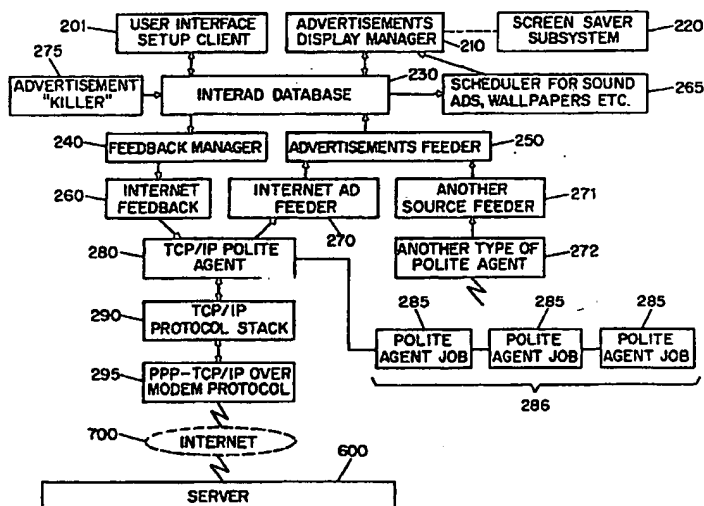 201
USER INTERFACE
SETUP CLIENT
ADVERTISEMENTS
DISPLAY MANAGER
210
SCREEN SAVER
SUBSYSTEM
220
275
ADVERTISEMENT
"KILLER"
INTERAD DATABASE
230
SCHEDULER FOR SOUND
ADS, WALLPAPERS ETC.
265
240
FEEDBACK MANAGER
ADVERTISEMENTS FEEDER
250
260
INTERNET
FEEDBACK
INTERNET AD
FEEDER
270
ANOTHER
SOURCE FEEDER
271
280
TCP/IP POLITE
AGENT
ANOTHER TYPE OF
POLITE AGENT
272
290
TCP/IP
PROTOCOL STACK
285
285
285
POLITE
AGENT JOB
POLITE
AGENT JOB
POLITE
AGENT JOB
286
295
PPP-TCP/IP OVER
MODEM PROTOCOL
700
INTERNET
600
SERVER